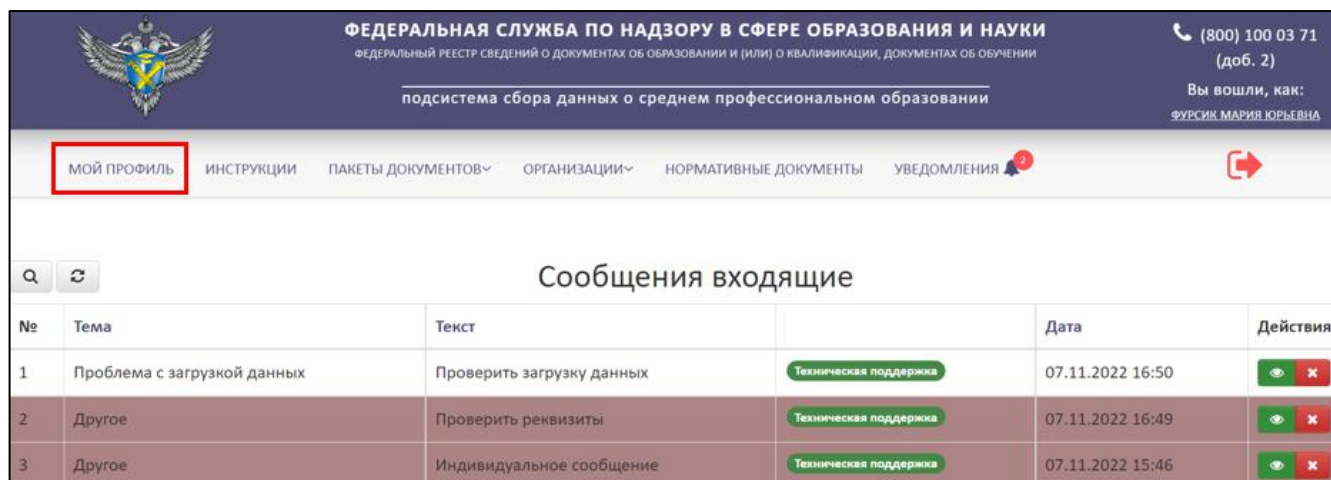 ФЕДЕРАЛЬНАЯ СЛУЖБА ПО НАДЗОРУ В СФЕРЕ ОБРАЗОВАНИЯ И НАУКИ
ФЕДЕРАЛЬНЫЙ РЕЕСТР СВЕДЕНИЙ О ДОКУМЕНТАХ ОБ ОБРАЗОВАНИИ И (ИЛИ) О КВАЛИФИКАЦИИ, ДОКУМЕНТАХ ОБ ОБУЧЕНИИ
подсистема сбора данных о среднем профессиональном образовании
(800) 100 03 71
(доб. 2)
Вы вошли, как:
ФУРСИК МАРИЯ ЮРЬЕВНА
МОЙ ПРОФИЛЬ ИНСТРУКЦИИ ПАКЕТЫ ДОКУМЕНТОВ ОРГАНИЗАЦИИ НОРМАТИВНЫЕ ДОКУМЕНТЫ УВЕДОМЛЕНИЯ 2
Сообщения входящие
№ Тема Текст Дата Действия
1 Проблема с загрузкой данных Проверить загрузку данных Техническая поддержка 07.11.2022 16:50
2 Другое Проверить реквизиты Техническая поддержка 07.11.2022 16:49
3 Другое Индивидуальное сообщение Техническая поддержка 07.11.2022 15:46